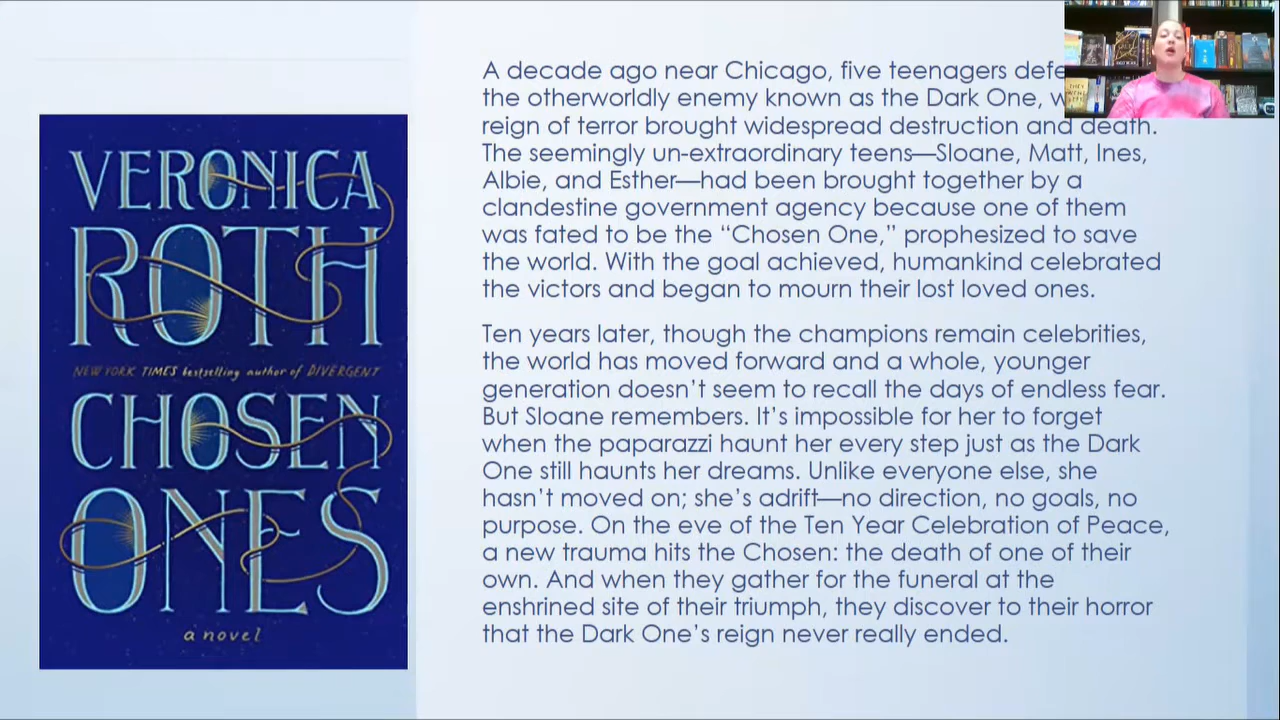 VERONICA
ROTH
NEW YORK TIMES bestselling author of DIVERGENT
CHOSEN
ONES
a novel
A decade ago near Chicago, five teenagers
the otherworldly enemy known as the Dark One,
reign of terror brought widespread destruction and death.
The seemingly un-extraordinary teens—Sloane, Matt, Ines,
Albie, and Esther—had been brought together by a
clandestine government agency because one of them
was fated to be the “Chosen One,” prophesized to save
the world. With the goal achieved, humankind celebrated
the victors and began to mourn their lost loved ones.
Ten years later, though the champions remain celebrities,
the world has moved forward and a whole, younger
generation doesn’t seem to recall the days of endless fear.
But Sloane remembers. It’s impossible for her to forget
when the paparazzi haunt her every step just as the Dark
One still haunts her dreams. Unlike everyone else, she
hasn’t moved on; she’s adrift—no direction, no goals, no
purpose. On the eve of the Ten Year Celebration of Peace,
a new trauma hits the Chosen: the death of one of their
own. And when they gather for the funeral at the
enshrined site of their triumph, they discover to their horror
that the Dark One’s reign never really ended.